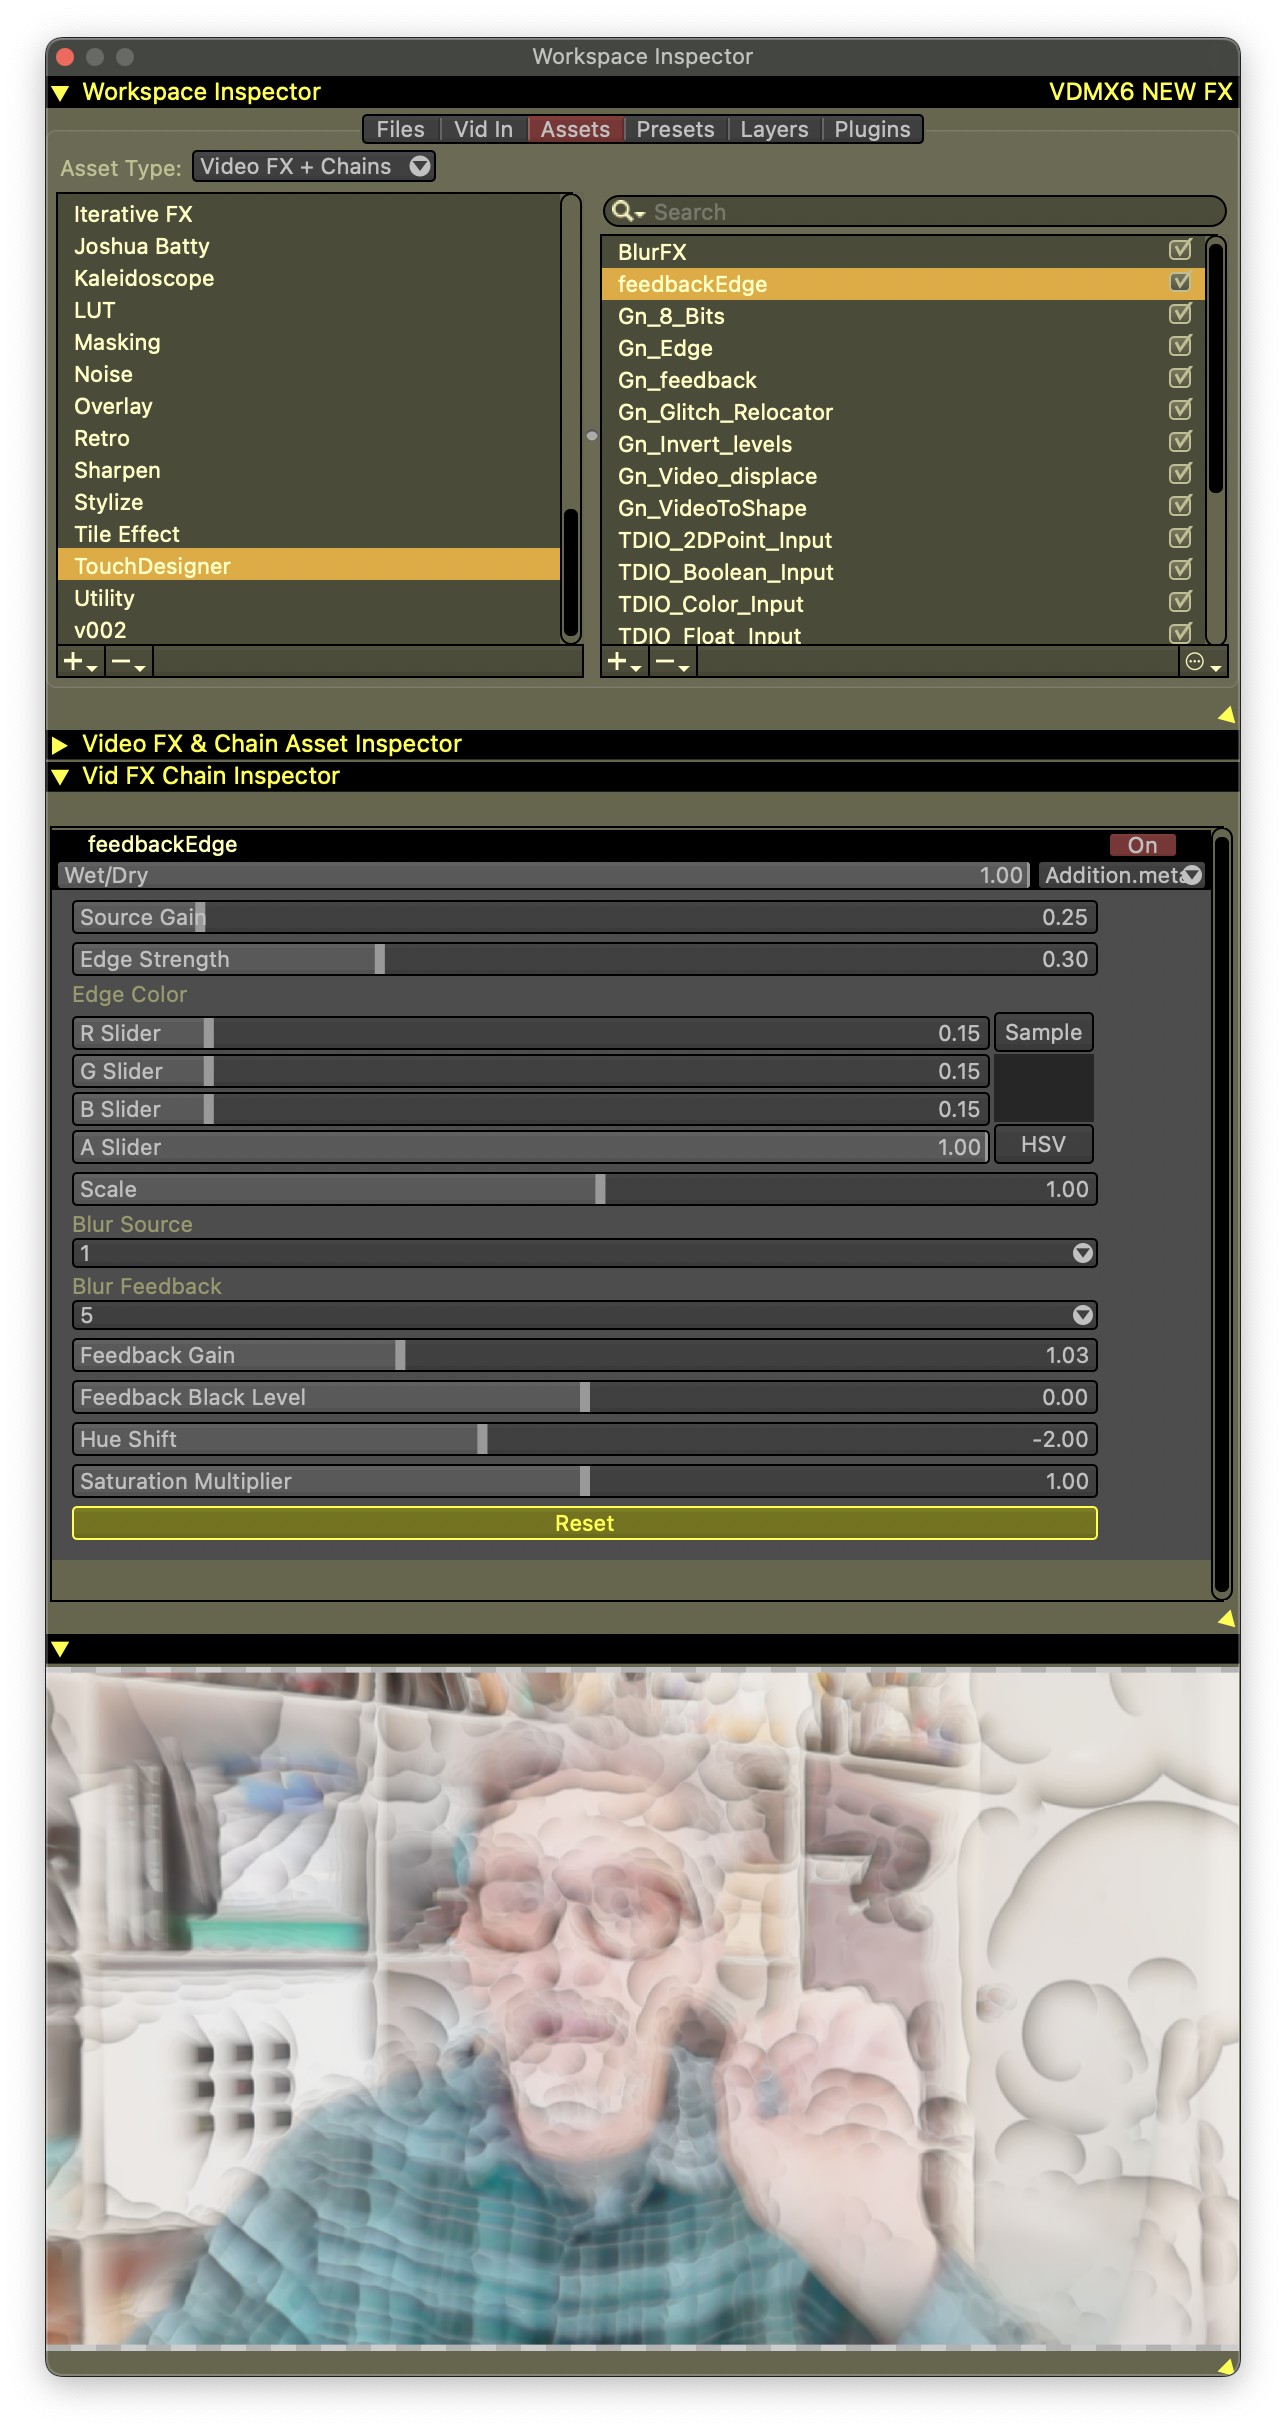 Workspace Inspector
Workspace Inspector VDMX6 NEW FX
Files Vid In Assets Presets Layers Plugins
Asset Type: Video FX + Chains
Search
Iterative FX
Joshua Batty
Kaleidoscope
LUT
Masking
Noise
Overlay
Retro
Sharpen
Stylize
Tile Effect
TouchDesigner
Utility
v002
BlurFX
feedbackEdge
Gn_8_Bits
Gn_Edge
Gn_feedback
Gn_Glitch_Relocator
Gn_Invert_levels
Gn_Video_displace
Gn_VideoToShape
TDIO_2DPoint_Input
TDIO_Boolean_Input
TDIO_Color_Input
TDIO_Float_Input
Video FX & Chain Asset Inspector
Vid FX Chain Inspector
feedbackEdge On
Wet/Dry 1.00 Addition.meta
Source Gain 0.25
Edge Strength 0.30
Edge Color
R Slider 0.15 Sample
G Slider 0.15
B Slider 0.15
A Slider 1.00 HSV
Scale 1.00
Blur Source
1
Blur Feedback
5
Feedback Gain 1.03
Feedback Black Level 0.00
Hue Shift -2.00
Saturation Multiplier 1.00
Reset